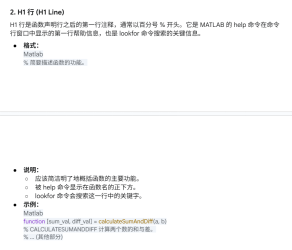 2. H1 行 (H1 Line)
H1 行是函数声明行之后的第一行注释，通常以百分号 % 开头。它是 MATLAB 的 help 命令在命令
行窗口中显示的第一行帮助信息，也是 lookfor 命令搜索的关键信息。
● 格式：
Matlab
% 简要描述函数的功能。
● 说明：
○ 应该简洁明了地概括函数的主要功能。
○ 被 help 命令显示在函数名的正下方。
○ lookfor 命令会搜索这一行中的关键字。
● 示例：
Matlab
function [sum_val, diff_val] = calculateSumAndDiff(a, b)
% CALCULATESUMANDDIFF 计算两个数的和与差。
% ... (其他部分)